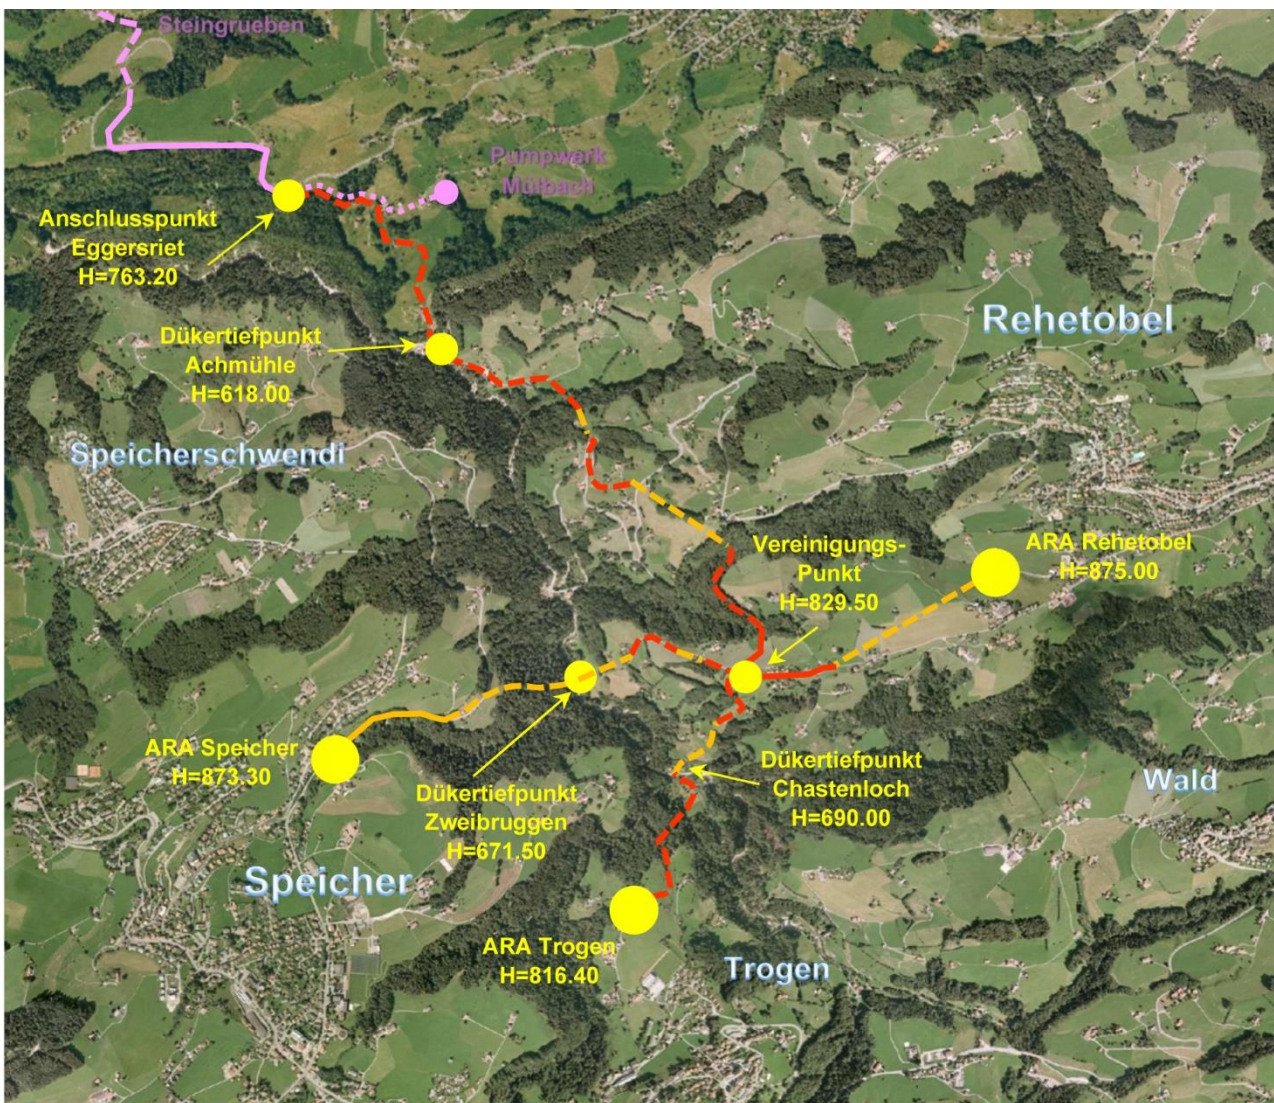 Steingrueben
Pumpwerk
Mülbach
Anschlusspunkt
Eggersriet
H=763.20
Rehetobel
Dükertiefpunkt
Achmühle
H=618.00
Speicherschwendi
Vereinigungs-
Punkt
H=829.50
ARA Rehetobel
H=875.00
ARA Speicher
H=873.30
Dükertiefpunkt
Zweibruggen
H=671.50
Dükertiefpunkt
Chastenloch
H=690.00
Wald
Speicher
ARA Trogen
H=816.40
Trogen